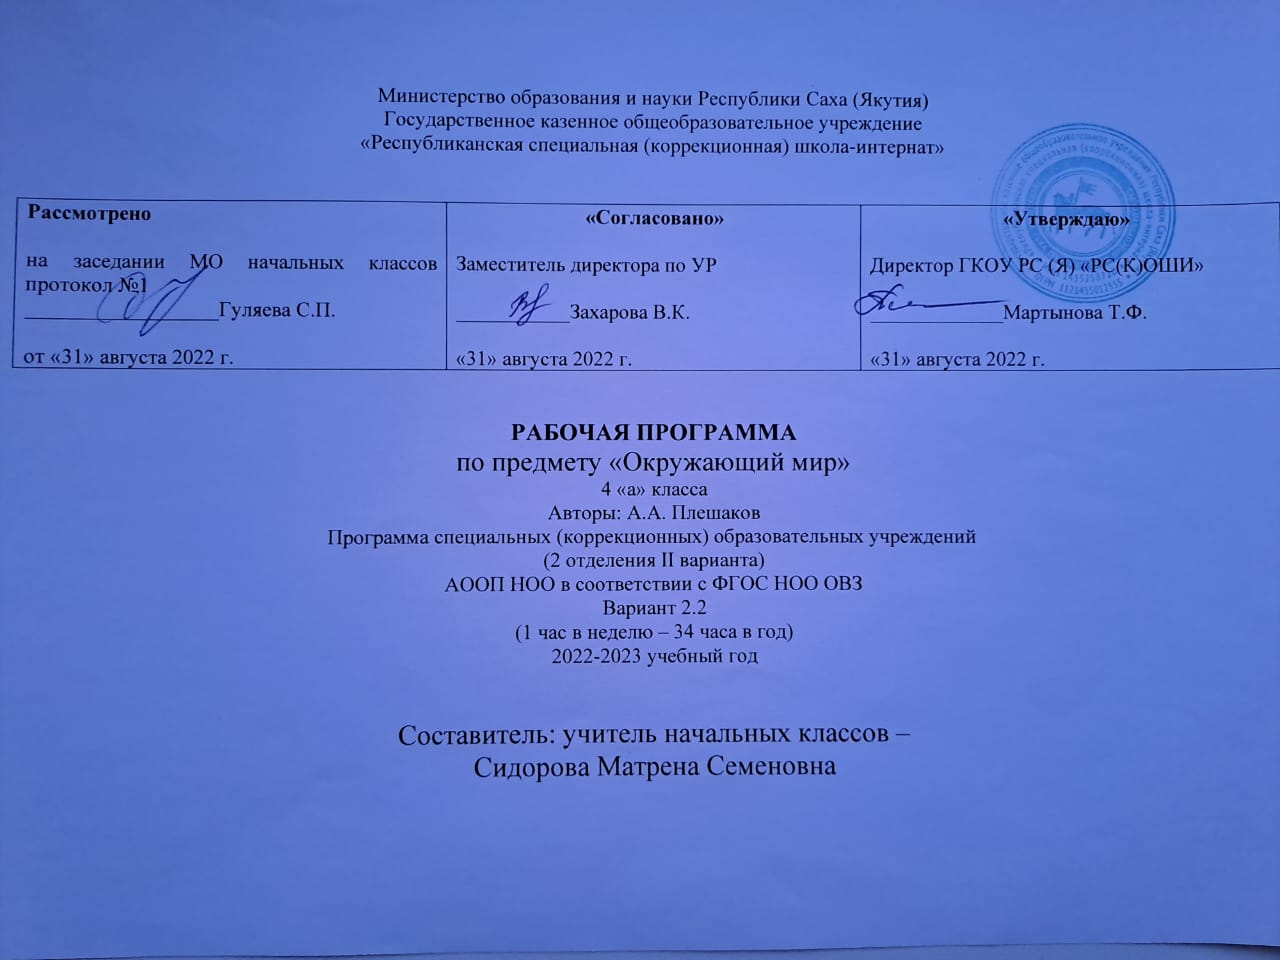 Министерство образования и науки Республики Саха (Якутия)
Государственное казенное общеобразовательное учреждение
«Республиканская специальная (коррекционная) школа-интернат»
Рассмотрено
на заседании МО начальных классов
протокол №1
Гуляева С.П.
от «31» августа 2022 г.
«Согласовано»
Заместитель директора по УР
Захарова В.К.
«31» августа 2022 г.
«Утверждаю»
Директор ГКОУ РС (Я) «РС(К)ОШИ»
Мартынова Т.Ф.
«31» августа 2022 г.
РАБОЧАЯ ПРОГРАММА
по предмету «Окружающий мир»
4 «а» класса
Авторы: А.А. Плешаков
Программа специальных (коррекционных) образовательных учреждений
(2 отделения II варианта)
АООП НОО в соответствии с ФГОС НОО ОВЗ
Вариант 2.2
(1 час в неделю – 34 часа в год)
2022-2023 учебный год
Составитель: учитель начальных классов –
Сидорова Матрена Семеновна